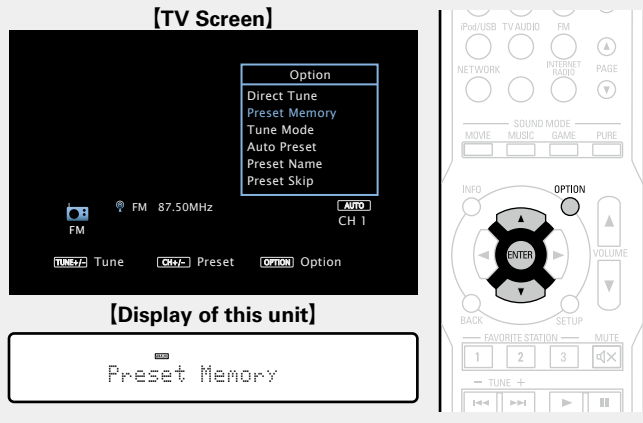 【TV Screen】
Option
Direct Tune
Preset Memory
Tune Mode
Auto Preset
Preset Name
Preset Skip
FM 87.50MHz
AUTO
CH 1
FM
TUNE+/- Tune
CH+/- Preset
OPTION Option
【Display of this unit】
Preset Memory
iPod/USB TV AUDIO FM
NETWORK INTERNET RADIO PAGE
SOUND MODE
MOVIE MUSIC GAME PURE
INFO OPTION
ENTER
VOLUME
BACK SETUP
FAVORITE STATION MUTE
1 2 3
− TUNE +